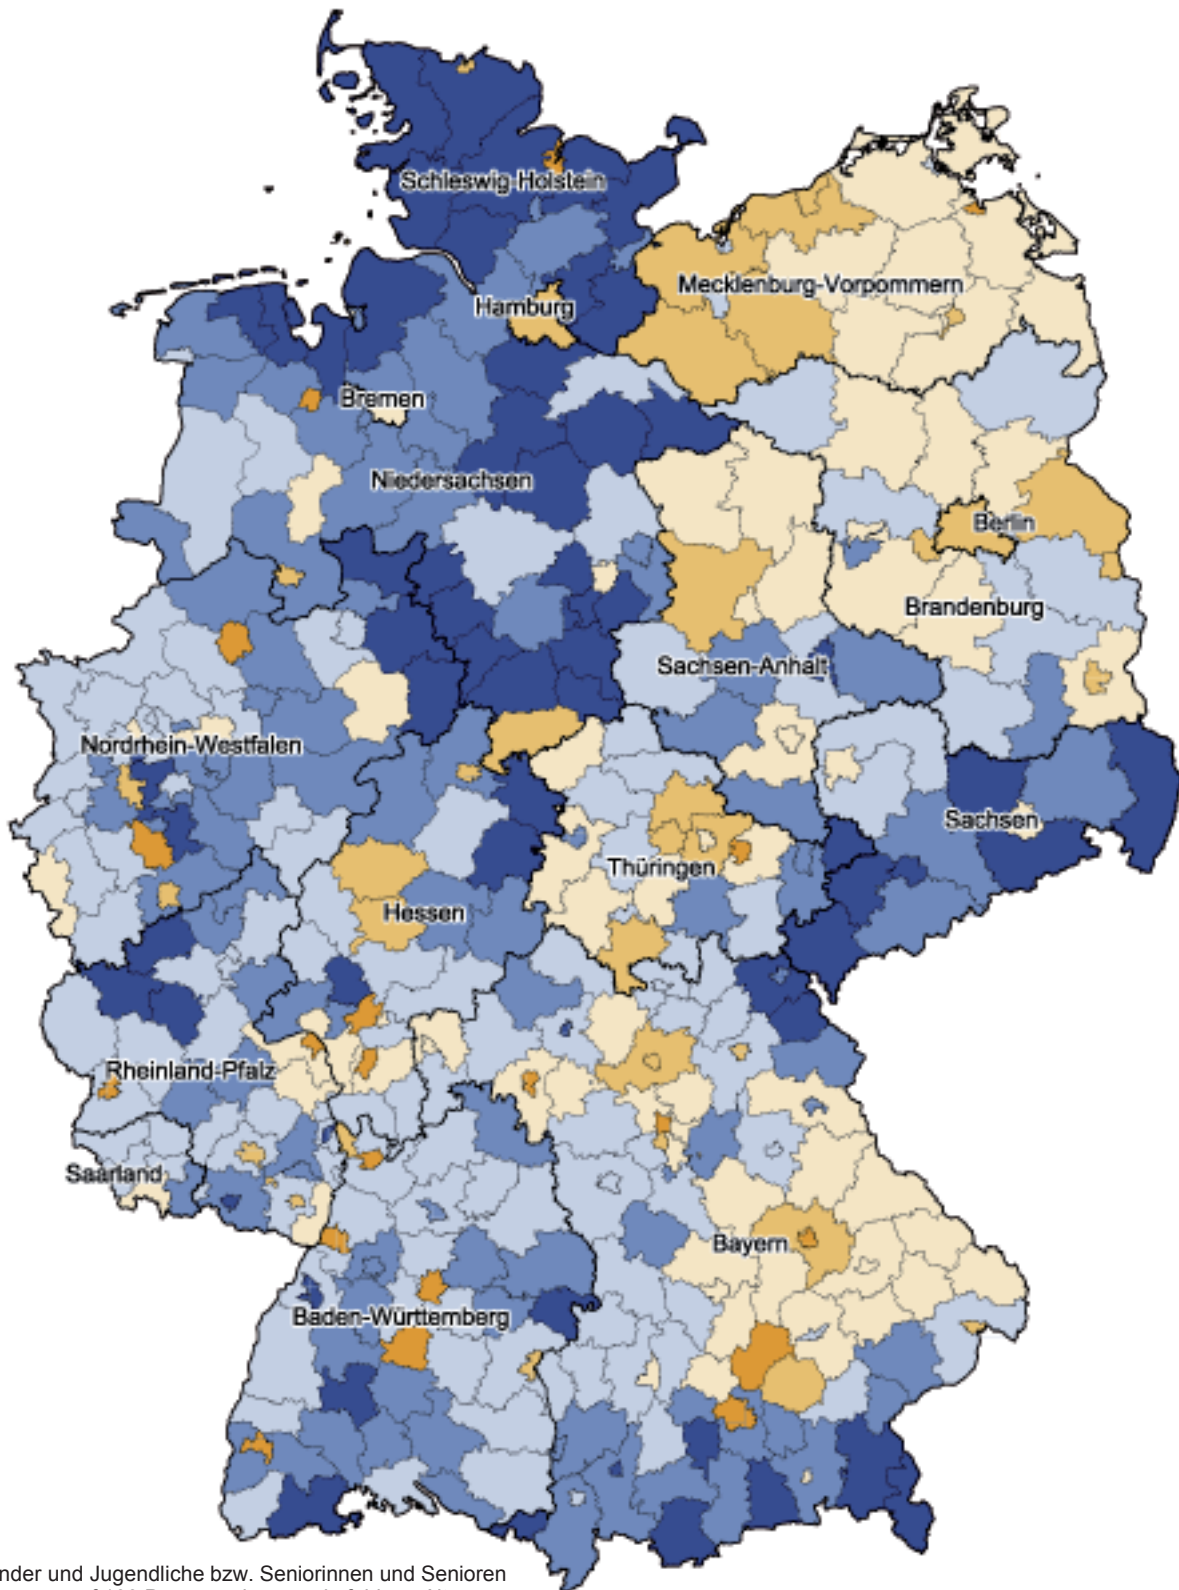 Schleswig-Holstein
Mecklenburg-Vorpommern
Hamburg
Bremen
Niedersachsen
Berlin
Brandenburg
Sachsen-Anhalt
Nordrhein-Westfalen
Sachsen
Thüringen
Hessen
Rheinland-Pfalz
Saarland
Bayern
Baden-Württemberg
nder und Jugendliche bzw. Seniorinnen und Senioren